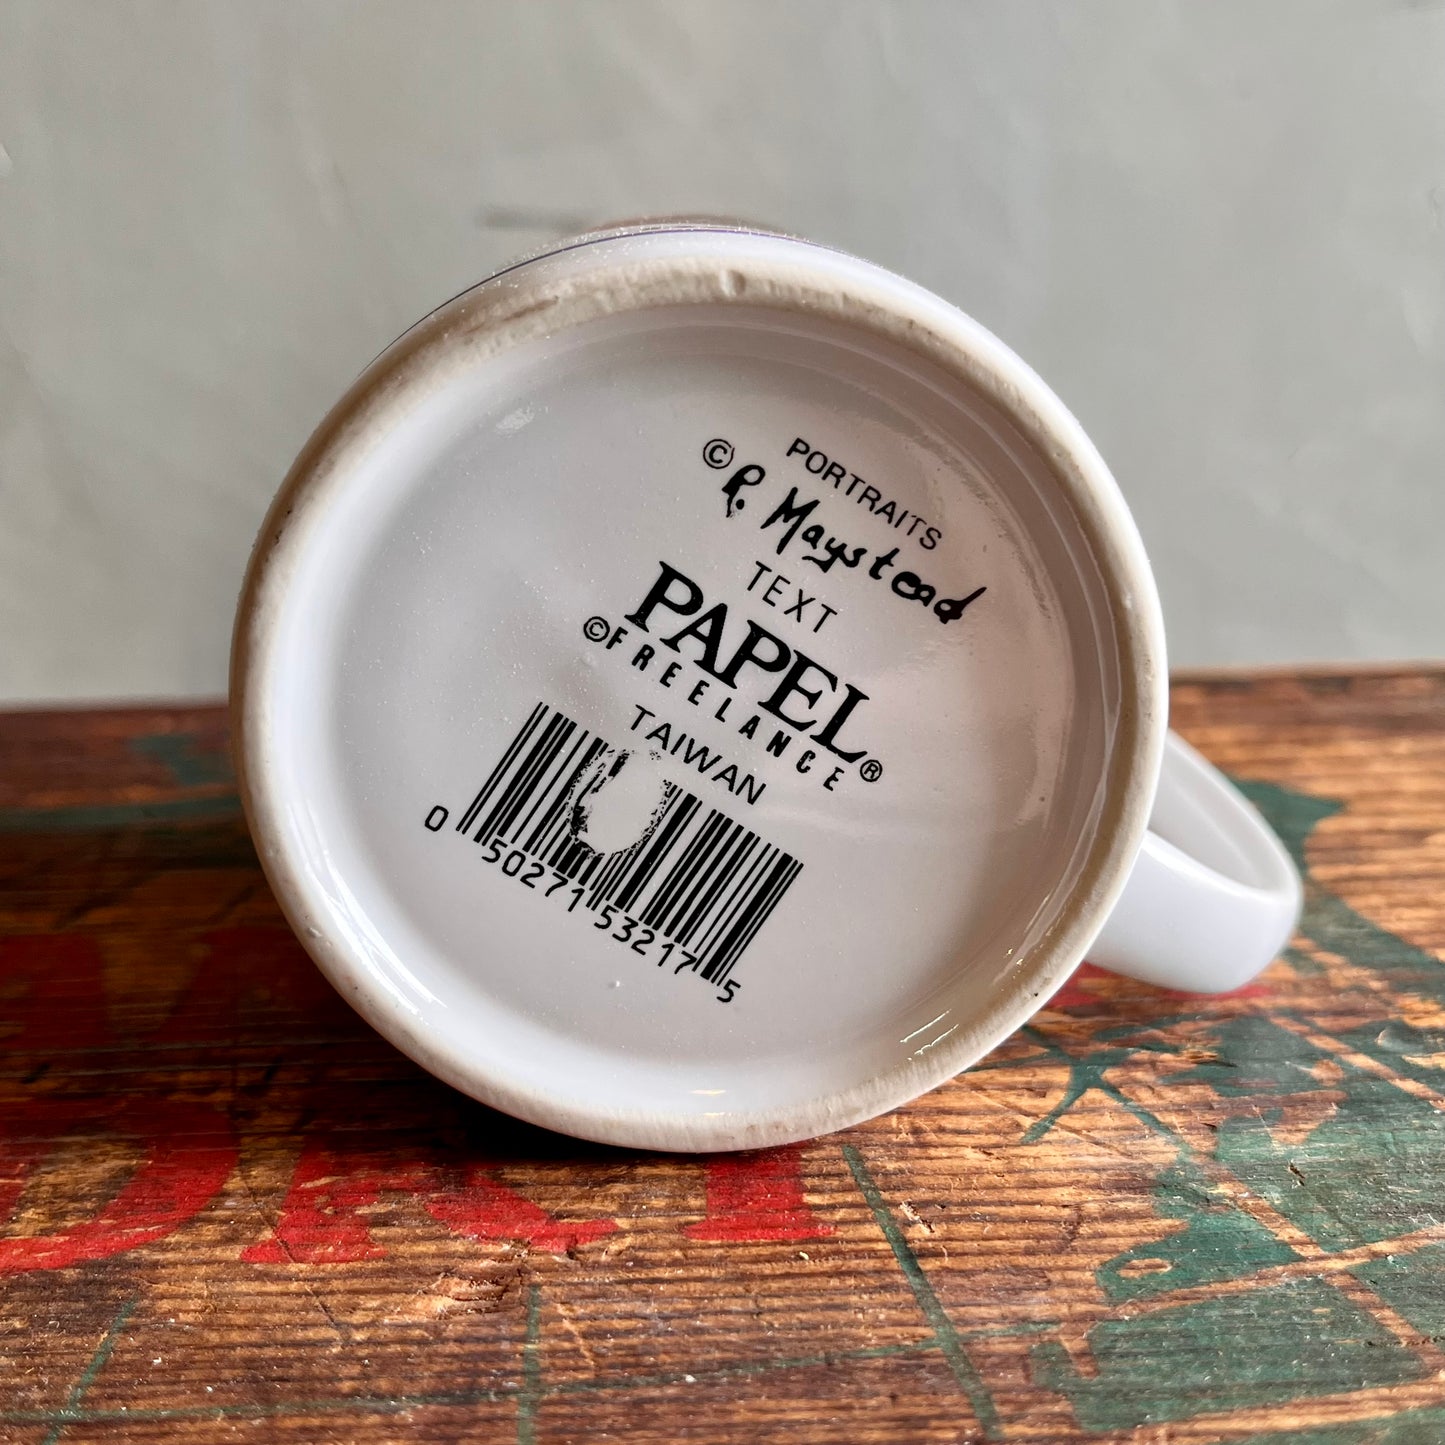 PORTRAITS
© P. Maystead
TEXT
PAPEL®
©FREELANCE
TAIWAN
0 50271 53217 5